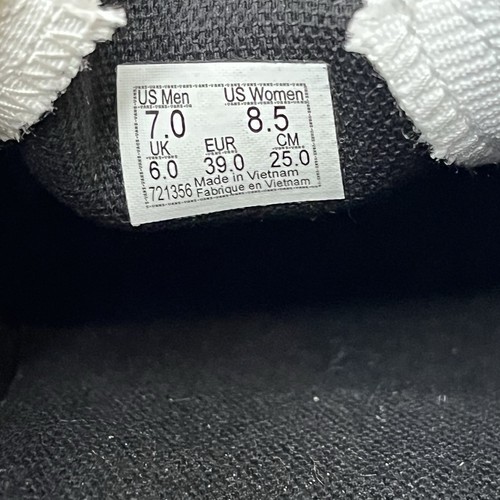 US Men US Women
7.0 8.5
UK EUR CM
6.0 39.0 25.0
Made in Vietnam
721356 Fabrique en Vietnam